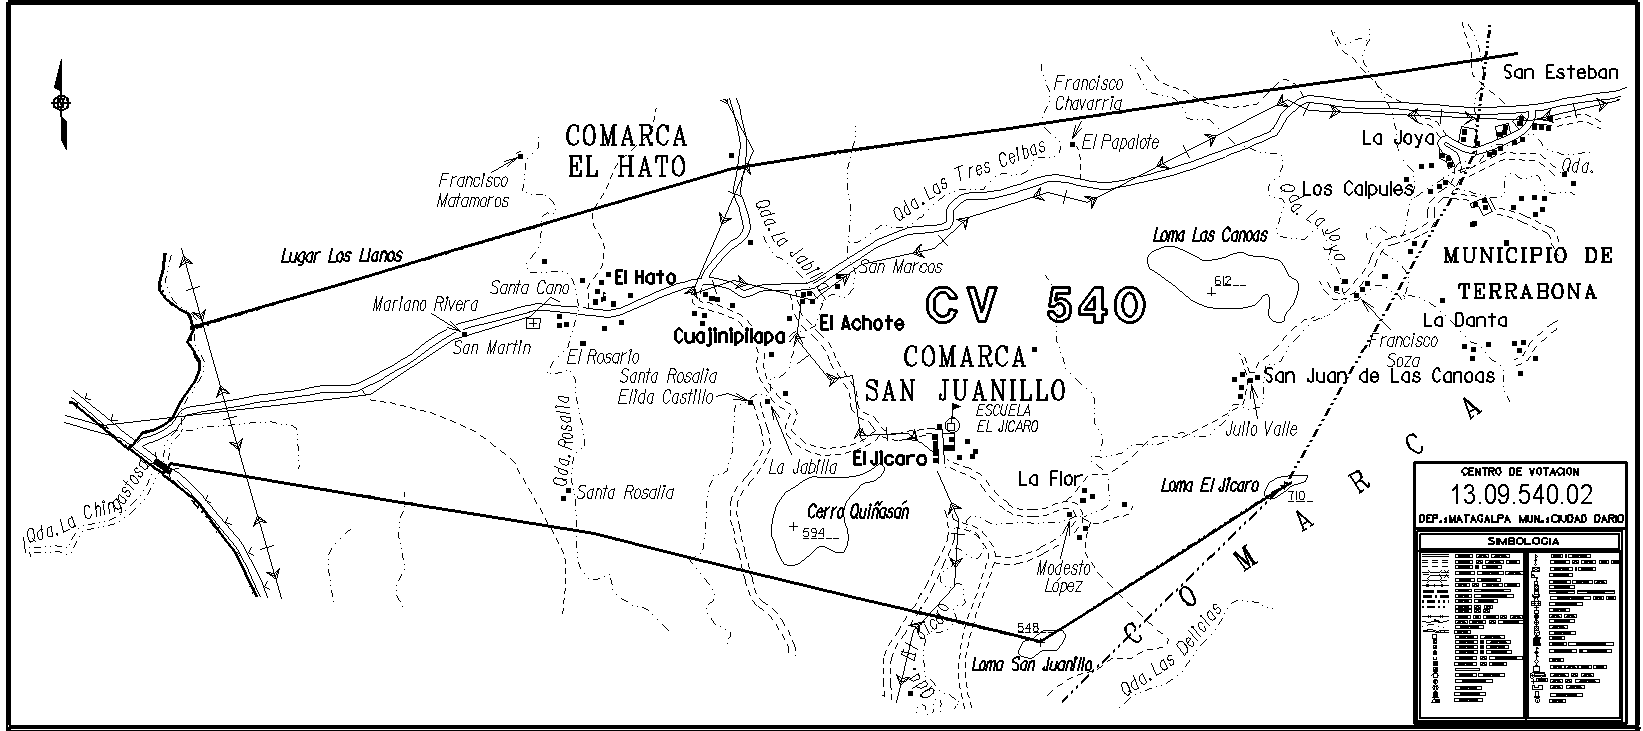 San Esteban
Francisco
Chavarria
COMARCA
EL HATO
El Papalote
La Joya
Qda. Las Tres Ceibas
Qda.
Francisco
Matamoros
Los Calpules
Qda. La Joya
Qda. La Jabilla
Lugar Los Llanos
Loma Las Canoas
MUNICIPIO DE
TERRABONA
San Marcos
El Hato
Santa Cano
612
Mariano Rivera
CV 540
El Achote
La Danta
Cuajinipilapa
San Martin
El Rosario
Francisco
Soza
COMARCA
SAN JUANILLO
Santa Rosalia
Elida Castillo
San Juan de Las Canoas
ESCUELA
EL JICARO
Julio Valle
Qda. Rosalia
El Jicaro
La Jabilla
La Flor
Loma El Jicaro
710
Santa Rosalia
Cerro Quiñasán
594
Qda. La Chingastosa
COMARCA
Modesto
López
548
Loma San Juanillo
Qda. El Jicaro
Qda. Las Delicias
CENTRO DE VOTACION
13.09.540.02
DEP.:MATAGALPA MUN.:CIUDAD DARIO
SIMBOLOGIA